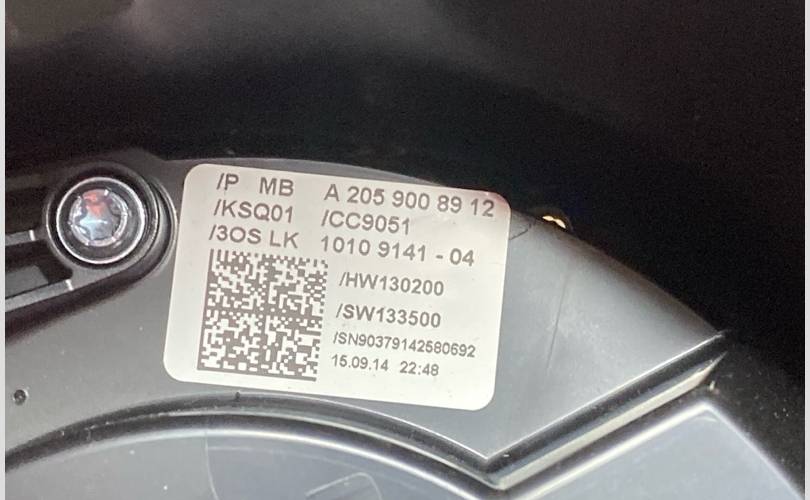 /P MB A 205 900 89 12
/KSQ01 /CC9051
/3OS LK 1010 9141 - 04
/HW130200
/SW133500
/SN90379142580692
15.09.14 22:48